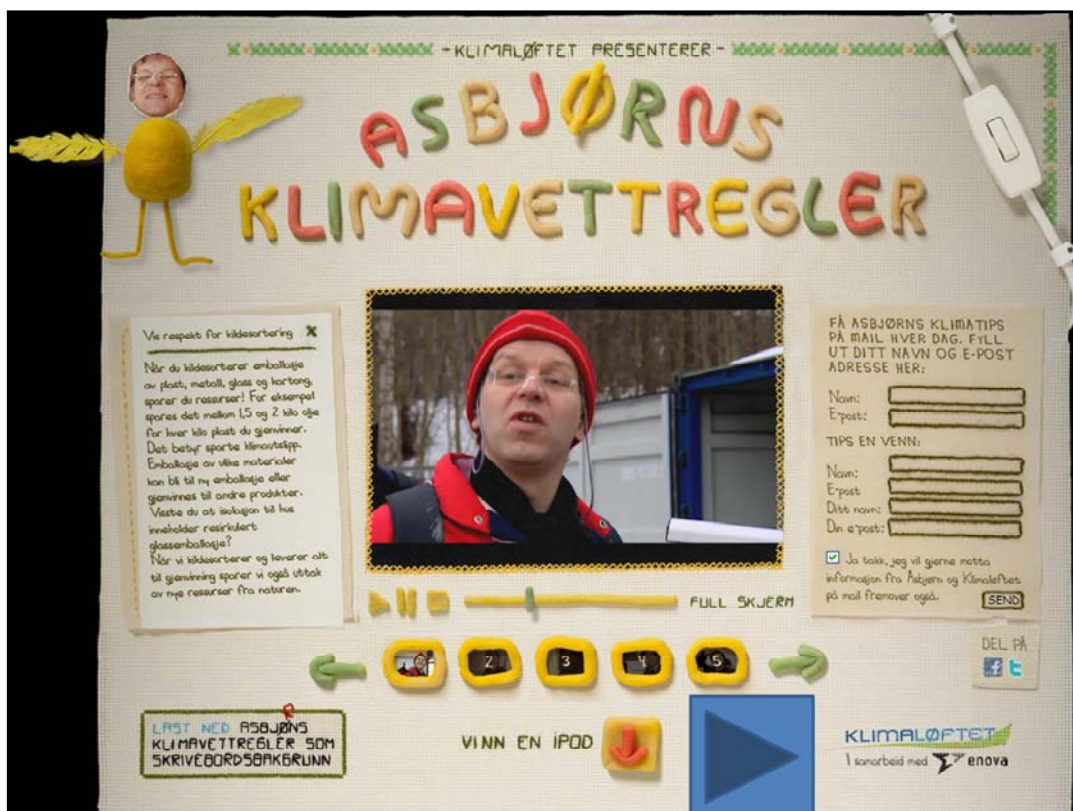 -KLIMALØFTET PRESENTERER-
ASBJØRNS
KLIMAVETTREGLER
Vis respekt for kildesortering X
Når du kildesorterer emballasje
av plast, metall, glass og kartong,
sparer du ressurser! For eksempel
spares det mellom 1,5 og 2 kilo olje
for hver kilo plast du gjenvinner.
Det betyr sparte klimautslipp.
Emballasje av ulike materialer
kan bli til ny emballasje eller
gjenvinnes til andre produkter.
Visste du at isolasjon til hus
inneholder resirkulert
glassemballasje?
Når vi kildesorterer og leverer alt
til gjenvinning sparer vi også uttak
av nye ressurser fra naturen.
FULL SKJERM
FÅ ASBJØRNS KLIMATIPS
PÅ MAIL HVER DAG. FYLL
UT DITT NAVN OG E-POST
ADRESSE HER:
Navn:
E-post:
TIPS EN VENN:
Navn:
E-post
Ditt navn:
Din e-post:
Ja takk, jeg vil gjerne motta
informasjon fra Asbjørn og Klimaløftet
på mail fremover også.
SEND
2 3 4 5
DEL PÅ
f t
R
LAST NED ASBJØNS
KLIMAVETTREGLER SOM
SKRIVEBORDSBAKGRUNN
VINN EN iPOD
KLIMALØFTET
I samarbeid med enova